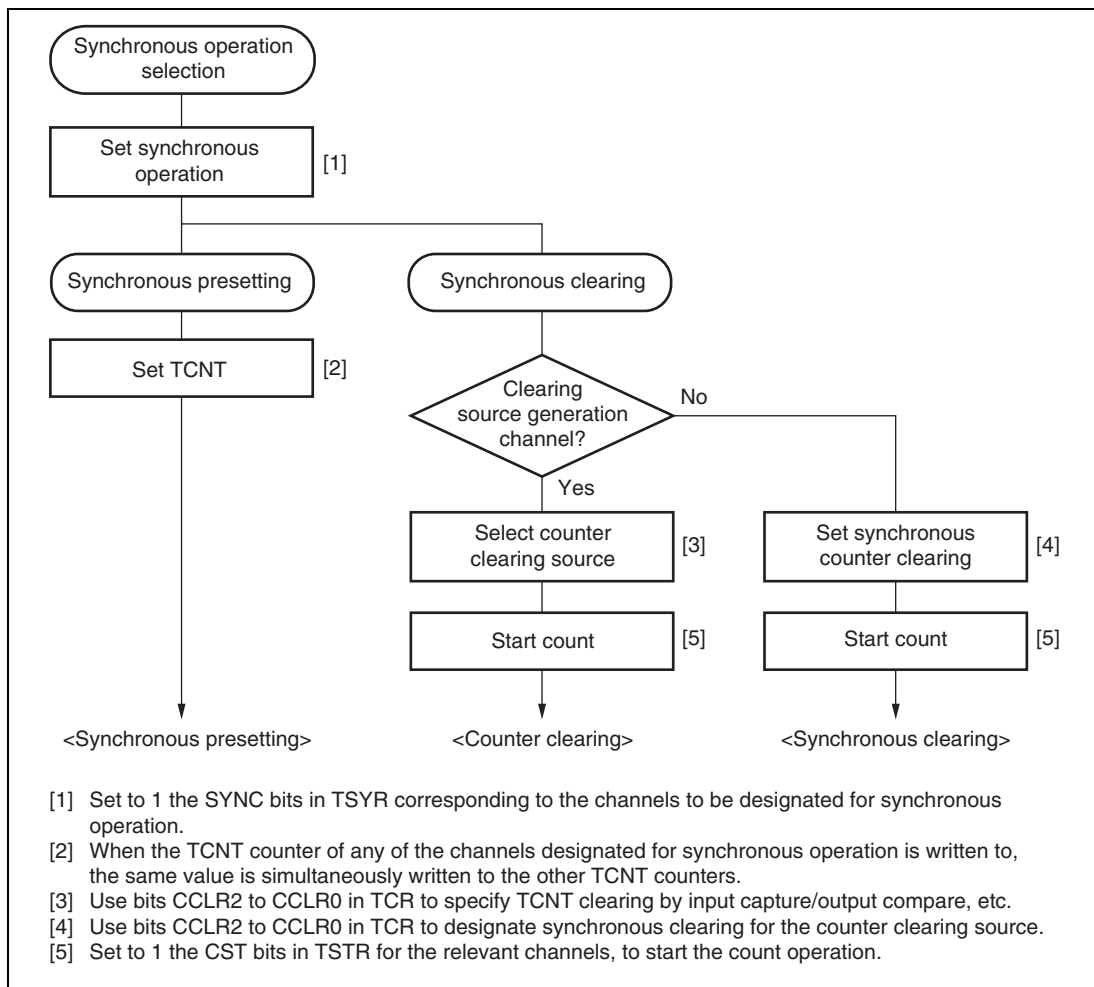 Synchronous operation
selection
Set synchronous
operation
[1]
Synchronous presetting
Synchronous clearing
Set TCNT
[2]
Clearing
source generation
channel?
No
Yes
Select counter
clearing source
[3]
Set synchronous
counter clearing
[4]
Start count
[5]
Start count
[5]
<Synchronous presetting>
<Counter clearing>
<Synchronous clearing>
[1] Set to 1 the SYNC bits in TSYR corresponding to the channels to be designated for synchronous
operation.
[2] When the TCNT counter of any of the channels designated for synchronous operation is written to,
the same value is simultaneously written to the other TCNT counters.
[3] Use bits CCLR2 to CCLR0 in TCR to specify TCNT clearing by input capture/output compare, etc.
[4] Use bits CCLR2 to CCLR0 in TCR to designate synchronous clearing for the counter clearing source.
[5] Set to 1 the CST bits in TSTR for the relevant channels, to start the count operation.